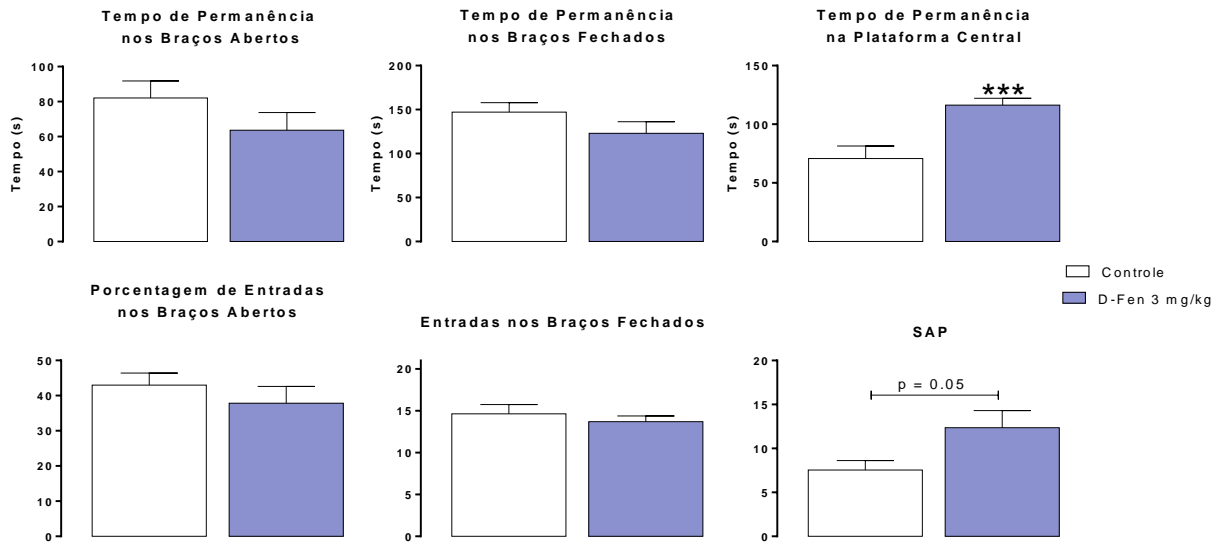 Tempo de Permanência
nos Braços Abertos
Tempo (s)
100
80
60
40
20
0
Tempo de Permanência
nos Braços Fechados
Tempo (s)
200
150
100
50
0
Tempo de Permanência
na Plataforma Central
Tempo (s)
150
100
50
0
***
Controle
D-Fen 3 mg/kg
Porcentagem de Entradas
nos Braços Abertos
50
40
30
20
10
0
Entradas nos Braços Fechados
20
15
10
5
0
SAP
20
15
10
5
0
p = 0.05